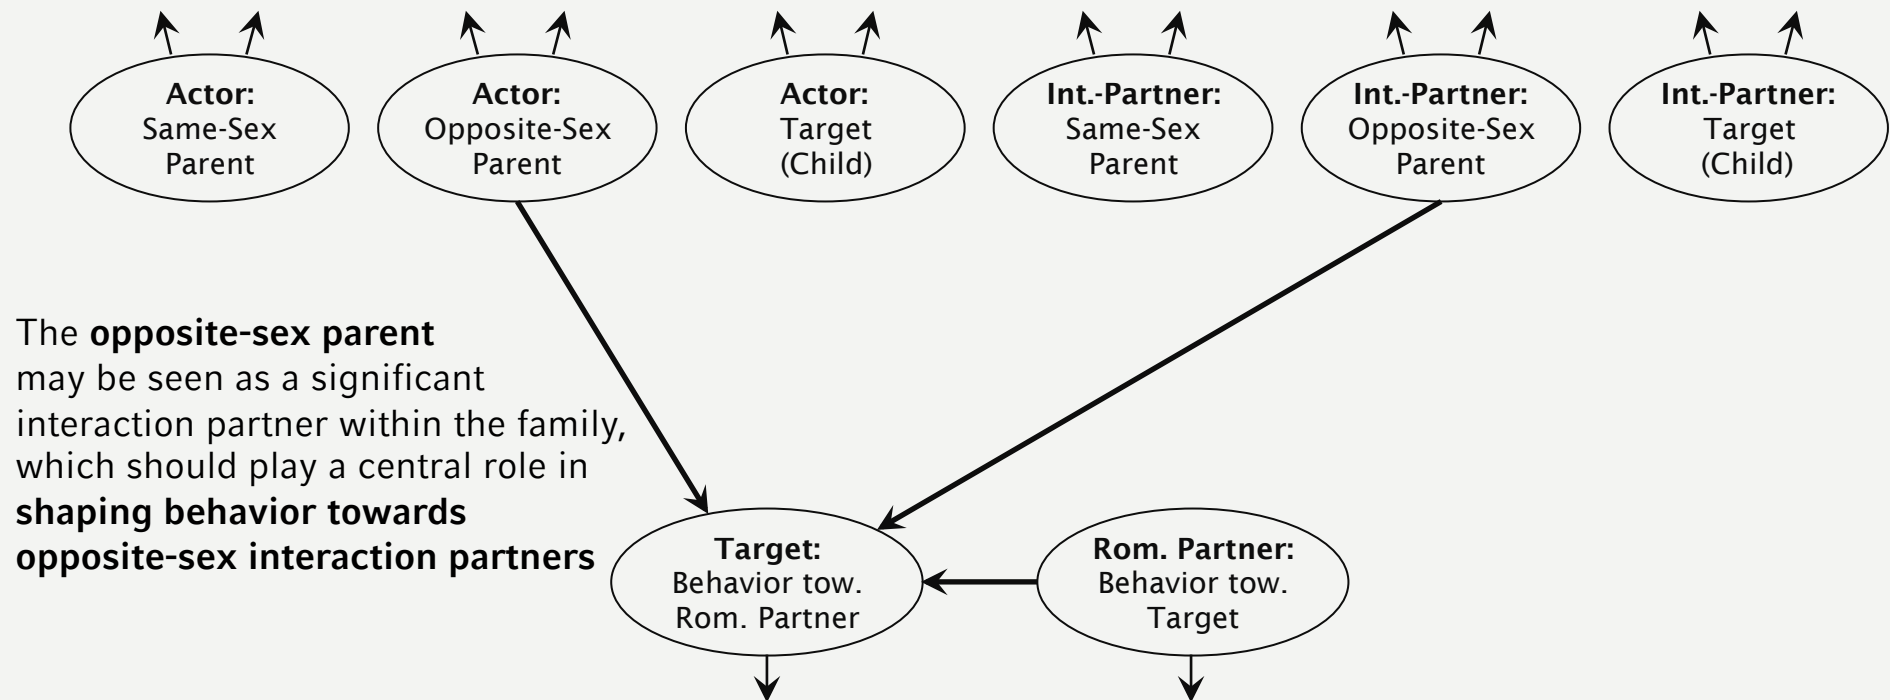 Actor:
Same-Sex
Parent
Actor:
Opposite-Sex
Parent
Actor:
Target
(Child)
Int.-Partner:
Same-Sex
Parent
Int.-Partner:
Opposite-Sex
Parent
Int.-Partner:
Target
(Child)
The opposite-sex parent
may be seen as a significant
interaction partner within the family,
which should play a central role in
shaping behavior towards
opposite-sex interaction partners
Target:
Behavior tow.
Rom. Partner
Rom. Partner:
Behavior tow.
Target